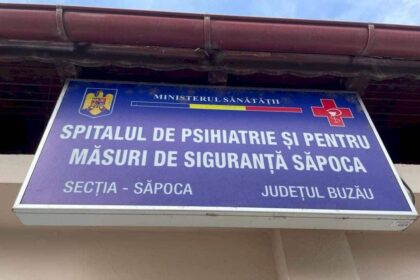 MINISTERUL SĂNĂTĂȚII
SPITALUL DE PSIHIATRIE ȘI PENTRU
MĂSURI DE SIGURANȚĂ SĂPOCA
SECȚIA - SĂPOCA JUDEȚUL BUZĂU